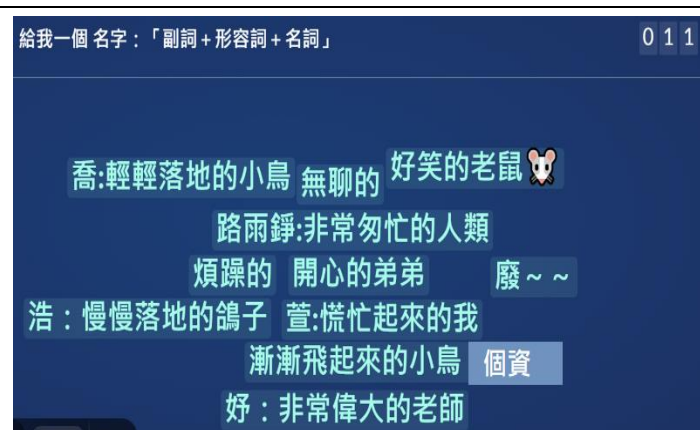 給我一個 名字：「副詞+形容詞+名詞」
0 1 1
喬:輕輕落地的小鳥
無聊的
好笑的老鼠🐭
路雨錚:非常匆忙的人類
煩躁的
開心的弟弟
廢～～
浩：慢慢落地的鴿子
萱:慌忙起來的我
漸漸飛起來的小鳥
個資
妤：非常偉大的老師